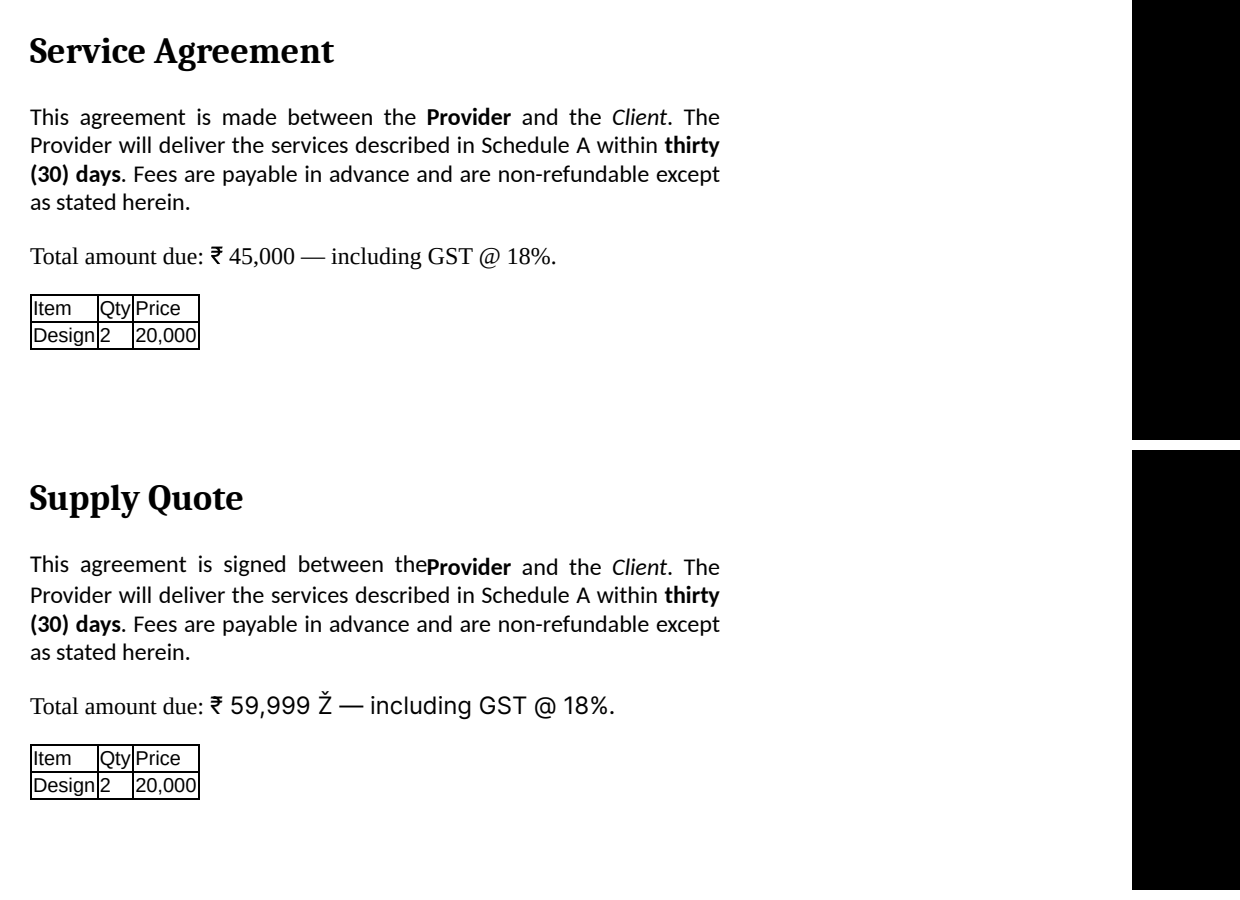 Service Agreement
This agreement is made between the Provider and the Client. The
Provider will deliver the services described in Schedule A within thirty
(30) days. Fees are payable in advance and are non-refundable except
as stated herein.
Total amount due: ₹ 45,000 — including GST @ 18%.
Item Qty Price
Design 2 20,000
Supply Quote
This agreement is signed between theProvider and the Client. The
Provider will deliver the services described in Schedule A within thirty
(30) days. Fees are payable in advance and are non-refundable except
as stated herein.
Total amount due: ₹ 59,999 Ž — including GST @ 18%.
Item Qty Price
Design 2 20,000